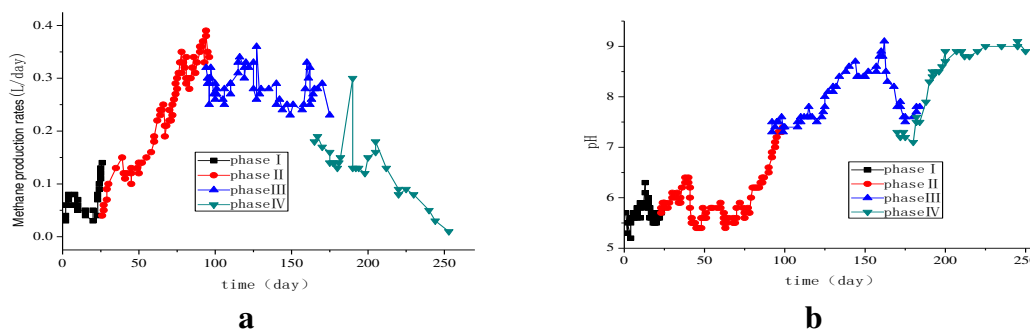 Methane production rates (L/day)
0.4
0.3
0.2
0.1
0.0
phase I
phase II
phaseIII
phaseIV
0 50 100 150 200 250
time (day)
a
pH
9
8
7
6
5
phase I
phase II
phaseIII
phaseIV
0 50 100 150 200 250
time (day)
b